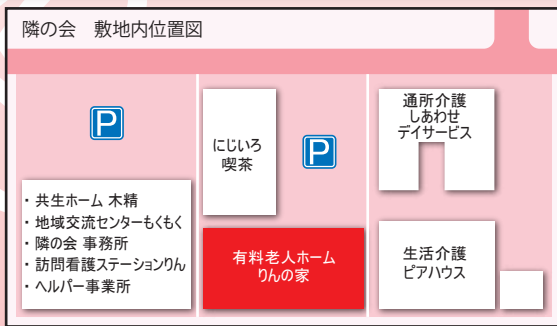 隣の会　敷地内位置図
P
にじいろ
喫茶
P
通所介護
しあわせ
デイサービス
・ 共生ホーム 木精
・ 地域交流センターもくもく
・ 隣の会 事務所
・ 訪問看護ステーションりん
・ ヘルパー事業所
有料老人ホーム
りんの家
生活介護
ピアハウス